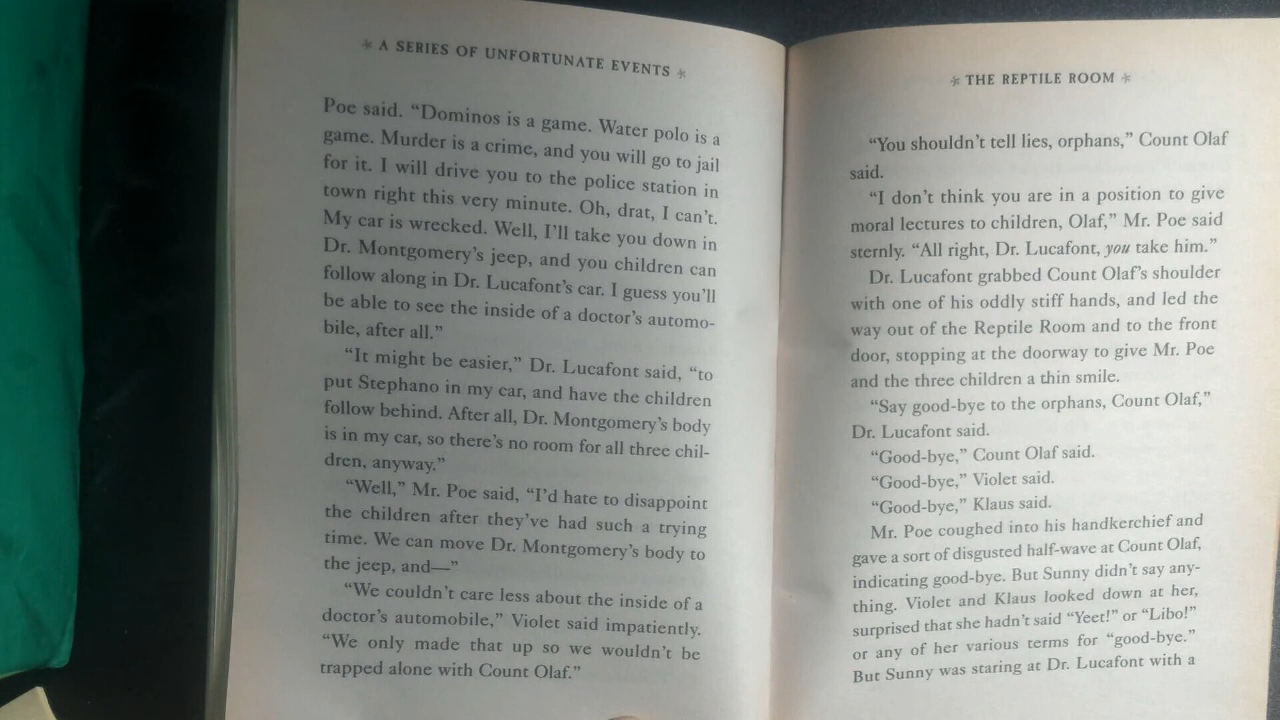 * A SERIES OF UNFORTUNATE EVENTS *
Poe said. “Dominos is a game. Water polo is a
game. Murder is a crime, and you will go to jail
for it. I will drive you to the police station in
town right this very minute. Oh, drat, I can’t.
My car is wrecked. Well, I’ll take you down in
Dr. Montgomery’s jeep, and you children can
follow along in Dr. Lucafont’s car. I guess you’ll
be able to see the inside of a doctor’s automo-
bile, after all.”
“It might be easier,” Dr. Lucafont said, “to
put Stephano in my car, and have the children
follow behind. After all, Dr. Montgomery’s body
is in my car, so there’s no room for all three chil-
dren, anyway.”
“Well,” Mr. Poe said, “I’d hate to disappoint
the children after they’ve had such a trying
time. We can move Dr. Montgomery’s body to
the jeep, and—”
“We couldn’t care less about the inside of a
doctor’s automobile,” Violet said impatiently.
“We only made that up so we wouldn’t be
trapped alone with Count Olaf.”
* THE REPTILE ROOM *
“You shouldn’t tell lies, orphans,” Count Olaf
said.
“I don’t think you are in a position to give
moral lectures to children, Olaf,” Mr. Poe said
sternly. “All right, Dr. Lucafont, you take him.”
Dr. Lucafont grabbed Count Olaf’s shoulder
with one of his oddly stiff hands, and led the
way out of the Reptile Room and to the front
door, stopping at the doorway to give Mr. Poe
and the three children a thin smile.
“Say good-bye to the orphans, Count Olaf,”
Dr. Lucafont said.
“Good-bye,” Count Olaf said.
“Good-bye,” Violet said.
“Good-bye,” Klaus said.
Mr. Poe coughed into his handkerchief and
gave a sort of disgusted half-wave at Count Olaf,
indicating good-bye. But Sunny didn’t say any-
thing. Violet and Klaus looked down at her,
surprised that she hadn’t said “Yeet!” or “Libo!”
or any of her various terms for “good-bye.”
But Sunny was staring at Dr. Lucafont with a